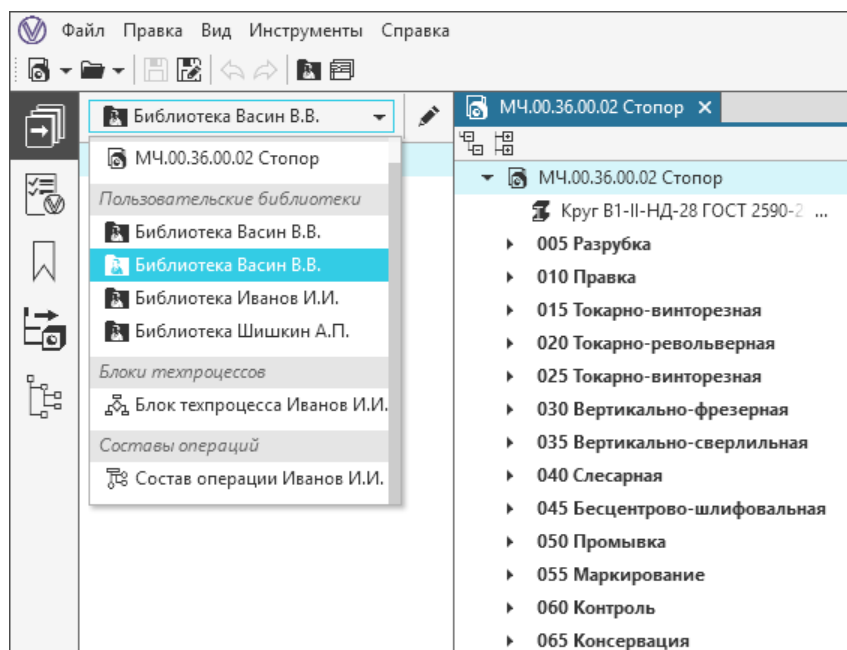 Файл Правка Вид Инструменты Справка
Библиотека Васин В.В.
МЧ.00.36.00.02 Стопор
Пользовательские библиотеки
Библиотека Васин В.В.
Библиотека Васин В.В.
Библиотека Иванов И.И.
Библиотека Шишкин А.П.
Блоки техпроцессов
Блок техпроцесса Иванов И.И.
Составы операций
Состав операции Иванов И.И.
МЧ.00.36.00.02 Стопор
МЧ.00.36.00.02 Стопор
Круг В1-II-НД-28 ГОСТ 2590-2 ...
005 Разрубка
010 Правка
015 Токарно-винторезная
020 Токарно-револьверная
025 Токарно-винторезная
030 Вертикально-фрезерная
035 Вертикально-сверлильная
040 Слесарная
045 Бесцентрово-шлифовальная
050 Промывка
055 Маркирование
060 Контроль
065 Консервация